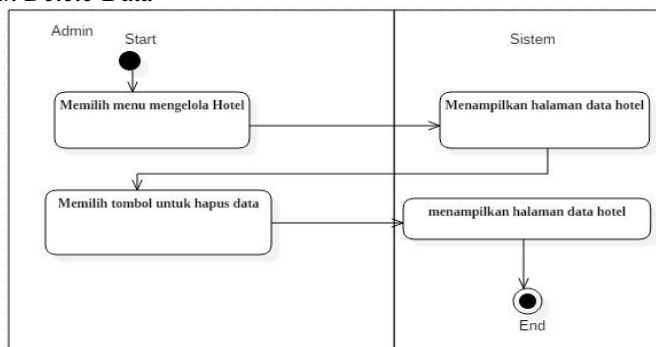 Delete Data
Admin
Start
Sistem
Memilih menu mengelola Hotel
Menampilkan halaman data hotel
Memilih tombol untuk hapus data
menampilkan halaman data hotel
End